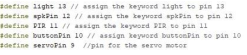 #define light 13 // assign the keyword light to pin 13
#define spkPin 12 // assign the keyword spkPin to pin 12
#define PIR 11 // assign the keyword PIR to pin 11
#define buttonPin 10 // assign the keyword buttonPin to pin 10
#define servoPin 9  //pin for the servo motor